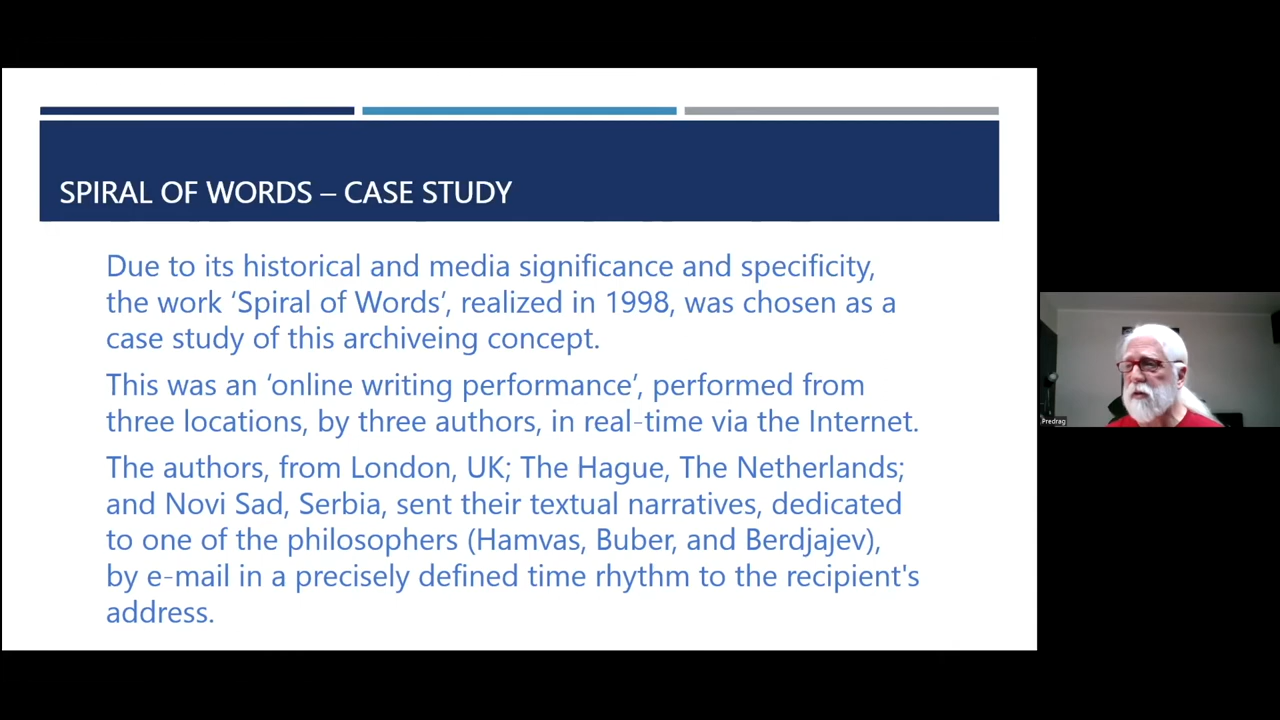 SPIRAL OF WORDS – CASE STUDY
Due to its historical and media significance and specificity,
the work ‘Spiral of Words’, realized in 1998, was chosen as a
case study of this archiveing concept.
This was an ‘online writing performance’, performed from
three locations, by three authors, in real-time via the Internet.
The authors, from London, UK; The Hague, The Netherlands;
and Novi Sad, Serbia, sent their textual narratives, dedicated
to one of the philosophers (Hamvas, Buber, and Berdjajev),
by e-mail in a precisely defined time rhythm to the recipient's
address.
Predrag